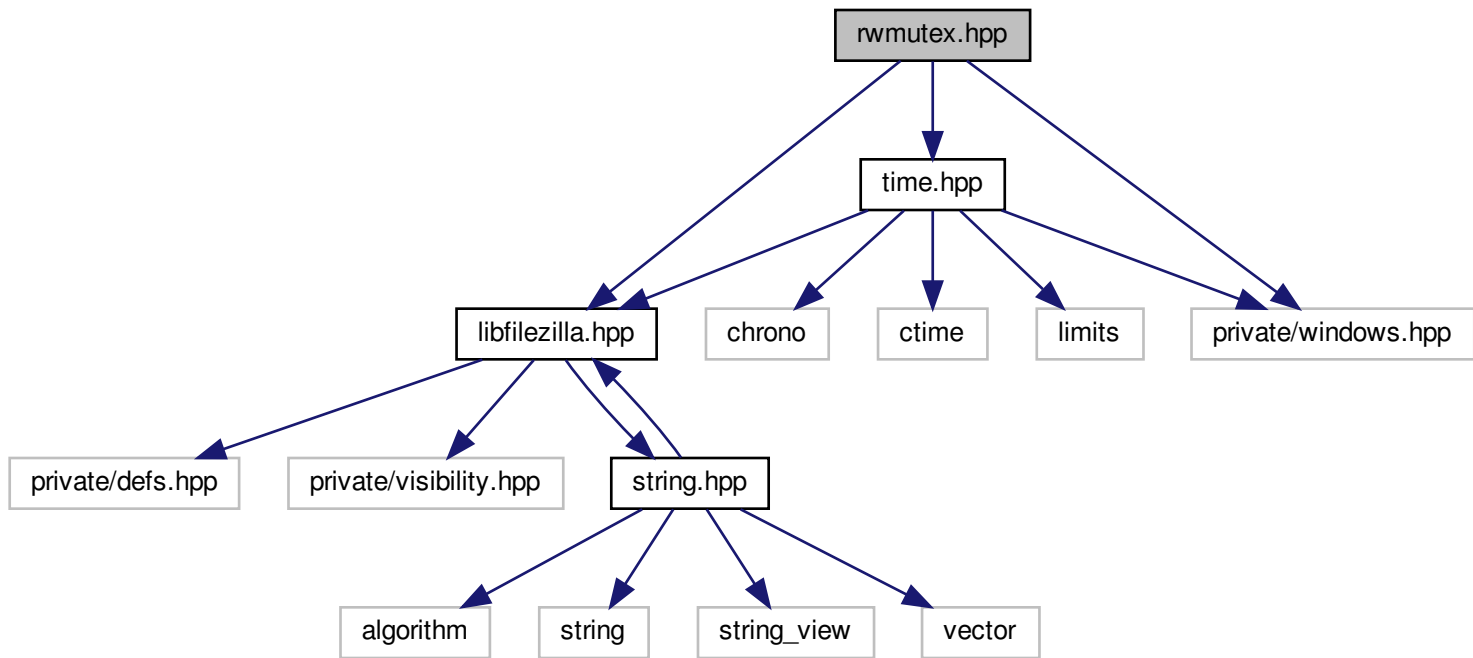 rwmutex.hpp
time.hpp
libfilezilla.hpp
chrono
ctime
limits
private/windows.hpp
private/defs.hpp
private/visibility.hpp
string.hpp
algorithm
string
string_view
vector